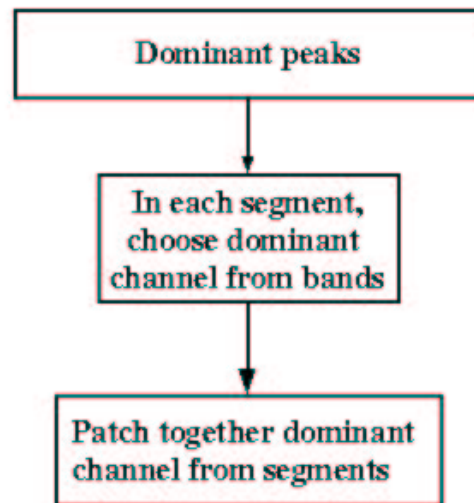 Dominant peaks
In each segment,
choose dominant
channel from bands
Patch together dominant
channel from segments